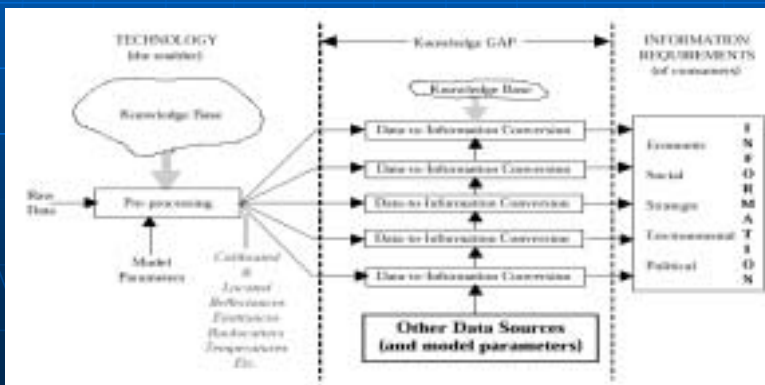 TECHNOLOGY
(the enabler)
Knowledge GAP
INFORMATION
REQUIREMENTS
(of consumers)
Knowledge Base
Knowledge Base
Raw
Data
Pre-processing
Model
Parameters
Calibrated
&
Located
Reflectances
Emittances
Backscatters
Temperatures
Etc.
Data to Information Conversion
Data to Information Conversion
Data to Information Conversion
Data to Information Conversion
Data to Information Conversion
Other Data Sources
(and model parameters)
Economic
Social
Strategic
Environmental
Political
INFORMATION